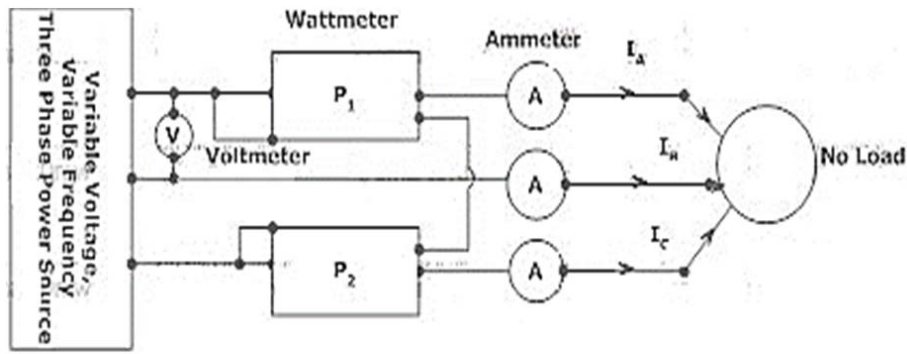 Variable Voltage,
Variable Frequency
Three Phase Power Source
Wattmeter
P1
Ammeter
A
IA
V
Voltmeter
A
IB
No Load
P2
A
IC